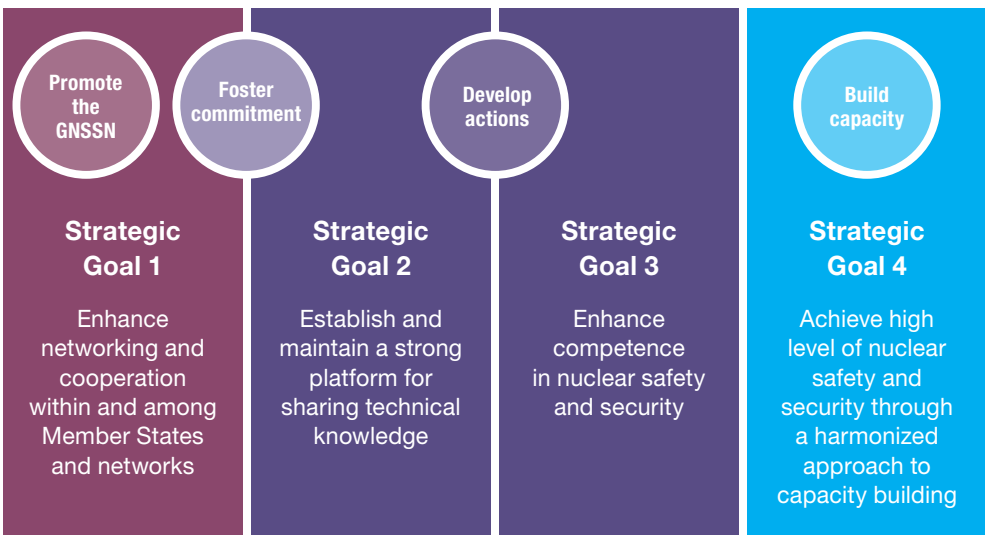 Promote
the
GNSSN
Foster
commitment
Develop
actions
Build
capacity
Strategic
Goal 1
Enhance
networking and
cooperation
within and among
Member States
and networks
Strategic
Goal 2
Establish and
maintain a strong
platform for
sharing technical
knowledge
Strategic
Goal 3
Enhance
competence
in nuclear safety
and security
Strategic
Goal 4
Achieve high
level of nuclear
safety and
security through
a harmonized
approach to
capacity building